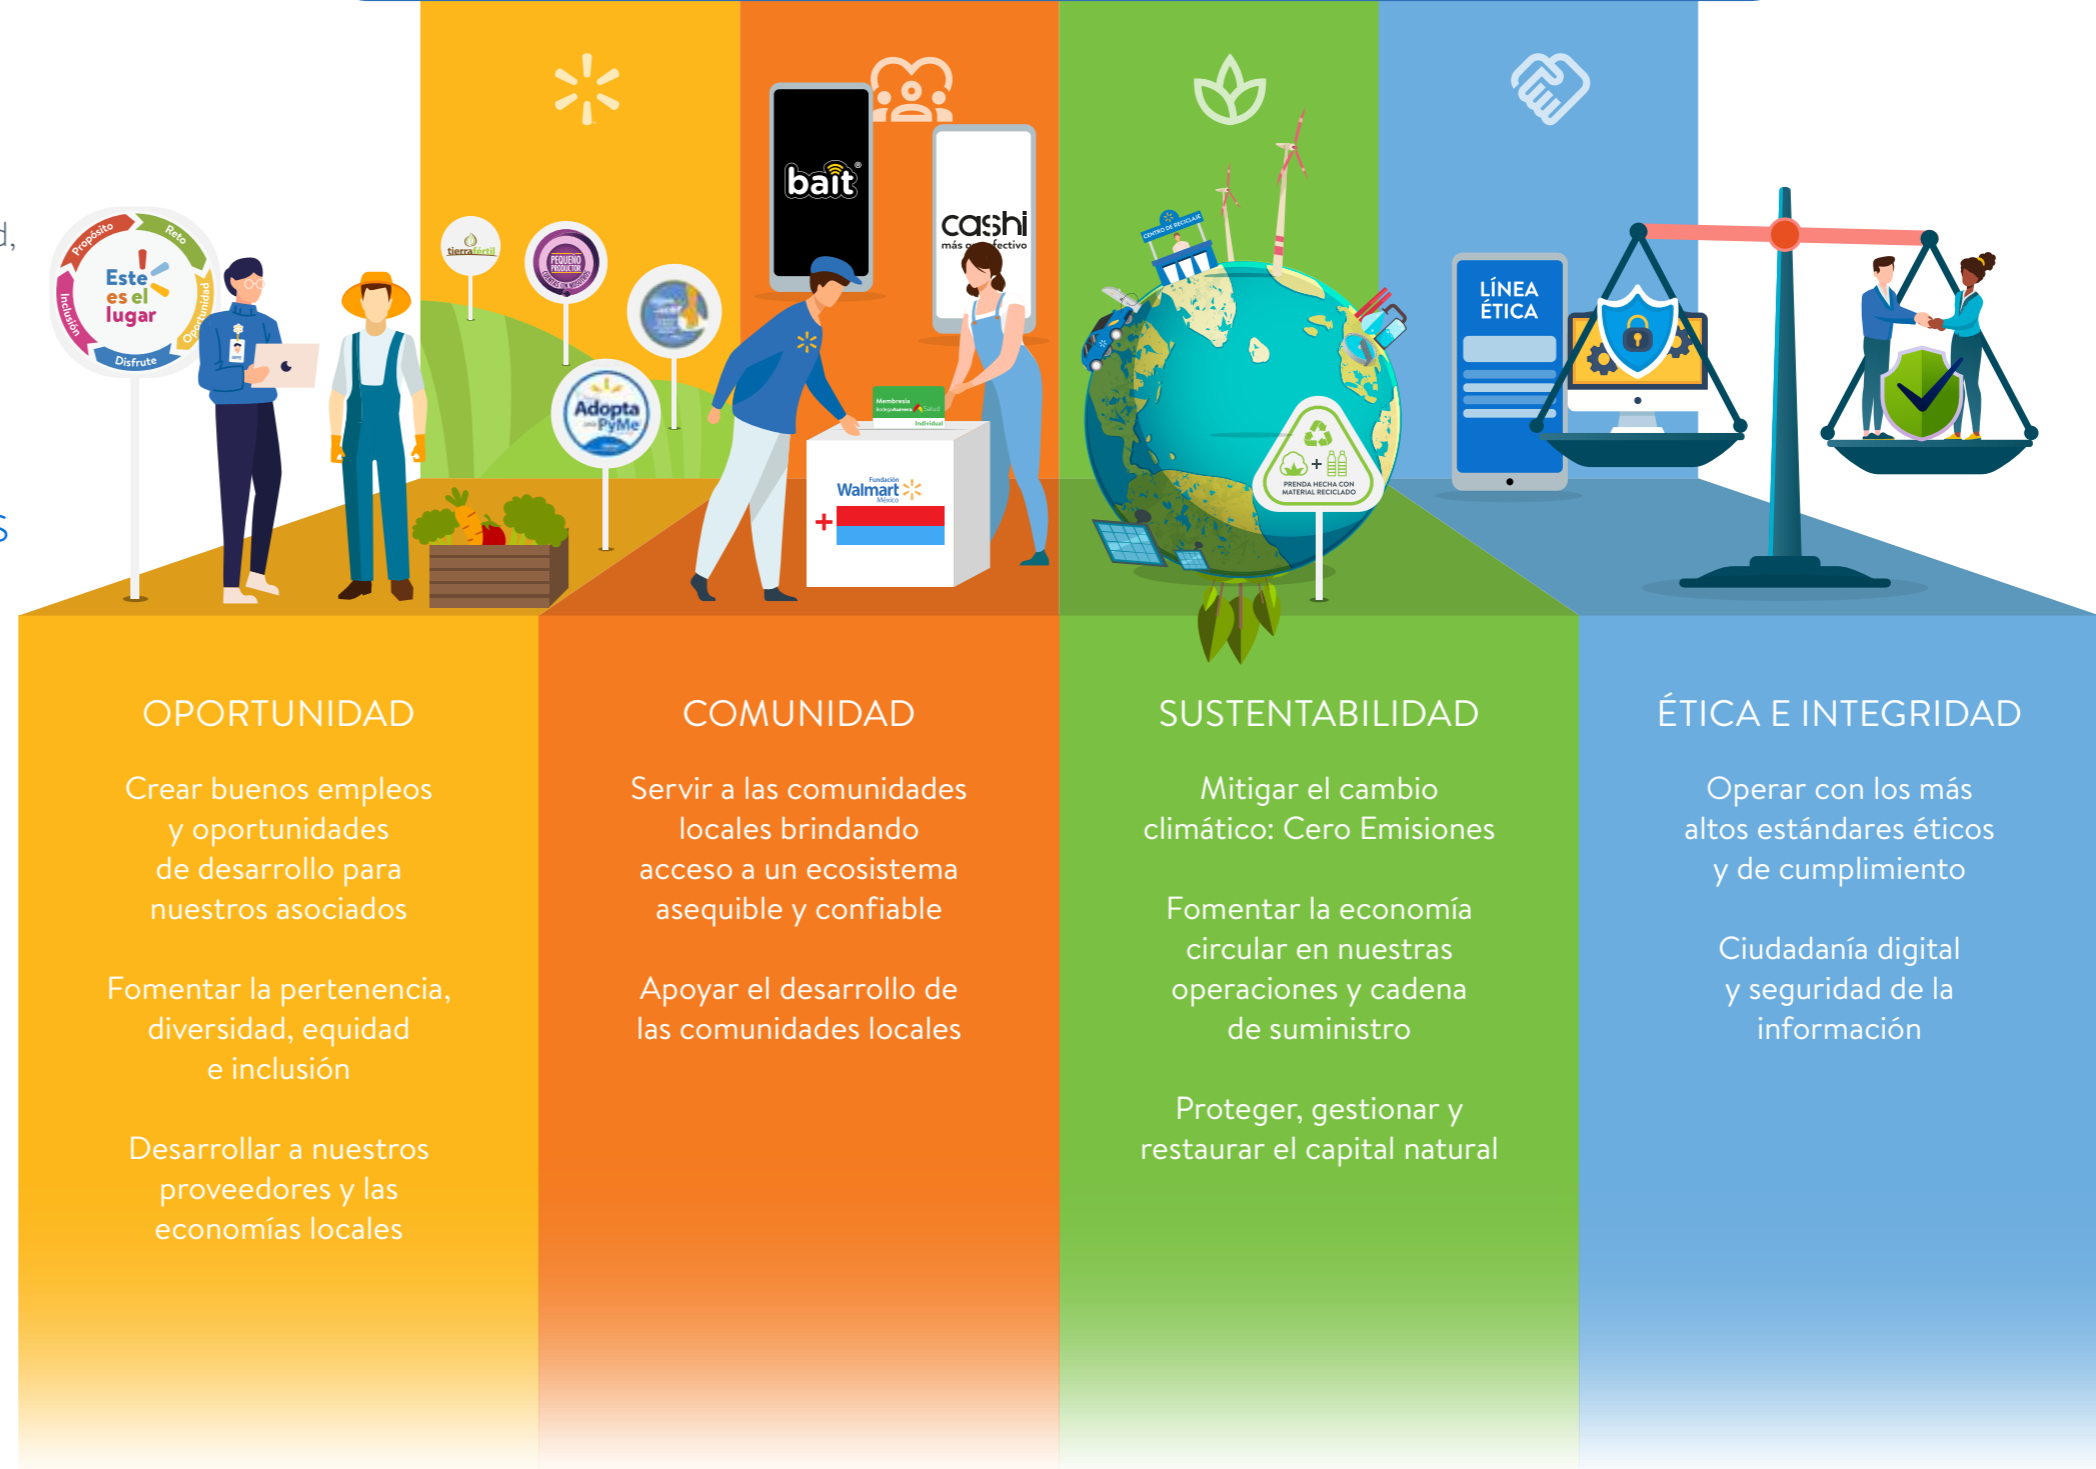 d,
s
Propósito
Reto
Oportunidad
Disfrute
Inclusión
Este
es el
lugar
tierrafértil
PEQUEÑO
PRODUCTOR
Adopta
una PyMe
bait®
cashi
más
fectivo
Membresía
Salud
Individual
Fundación
Walmart
México
+
CENTRO DE RECICLAJE
+
PRENDA HECHA CON
MATERIAL RECICLADO
LÍNEA
ÉTICA
OPORTUNIDAD
Crear buenos empleos
y oportunidades
de desarrollo para
nuestros asociados
Fomentar la pertenencia,
diversidad, equidad
e inclusión
Desarrollar a nuestros
proveedores y las
economías locales
COMUNIDAD
Servir a las comunidades
locales brindando
acceso a un ecosistema
asequible y confiable
Apoyar el desarrollo de
las comunidades locales
SUSTENTABILIDAD
Mitigar el cambio
climático: Cero Emisiones
Fomentar la economía
circular en nuestras
operaciones y cadena
de suministro
Proteger, gestionar y
restaurar el capital natural
ÉTICA E INTEGRIDAD
Operar con los más
altos estándares éticos
y de cumplimiento
Ciudadanía digital
y seguridad de la
información